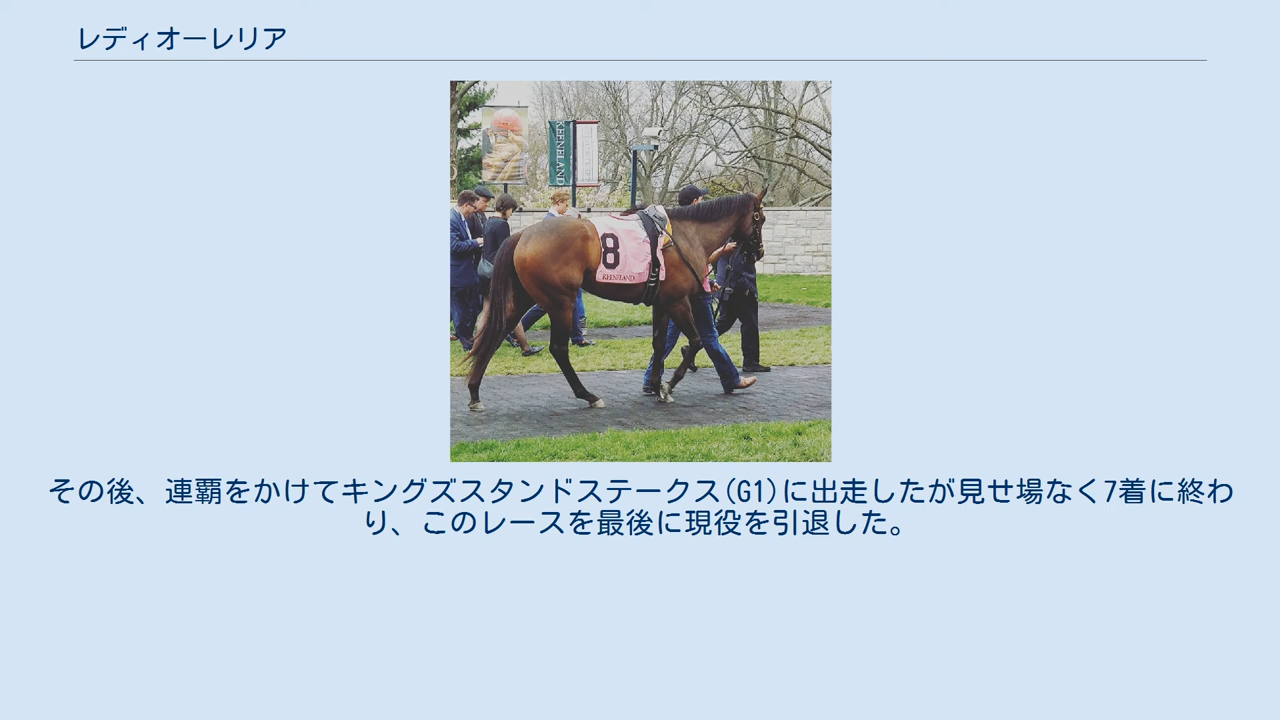 レディオーレリア
KEENELAND
8
KEENELAND
その後、連覇をかけてキングズスタンドステークス(G1)に出走したが見せ場なく7着に終わ
り、このレースを最後に現役を引退した。